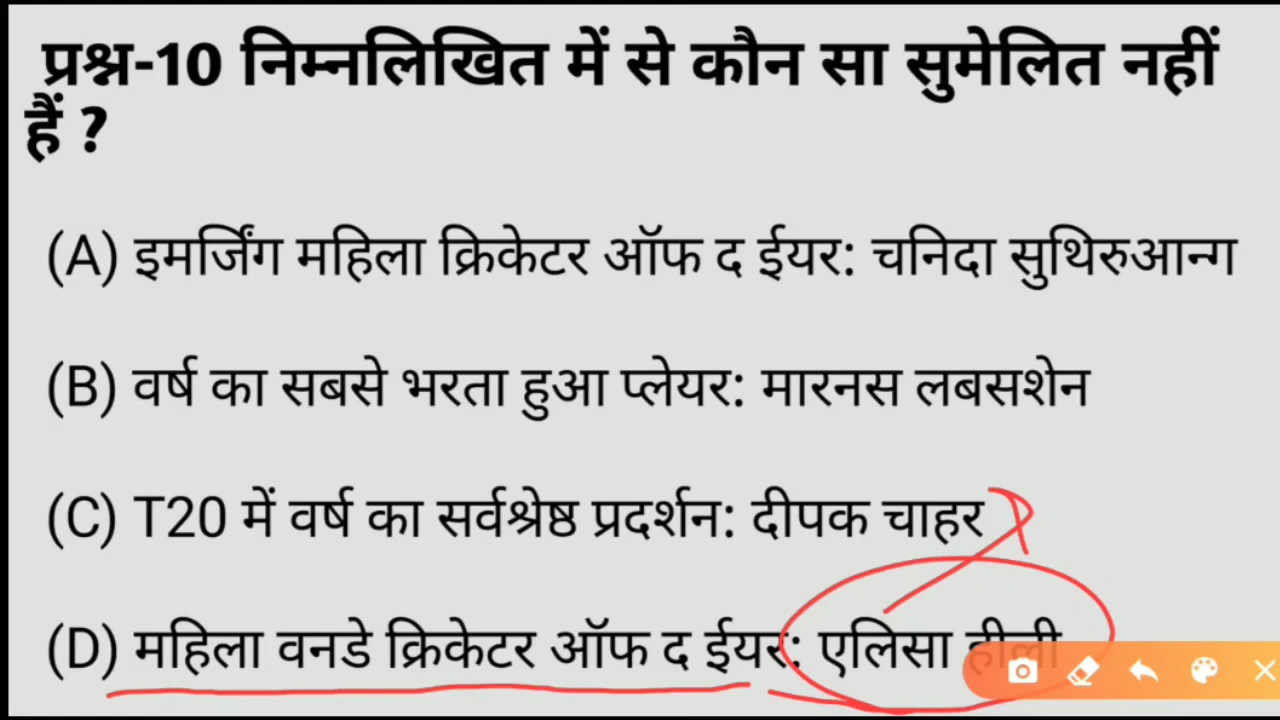 प्रश्न-10 निम्नलिखित में से कौन सा सुमेलित नहीं
हैं ?
(A) इमर्जिंग महिला क्रिकेटर ऑफ द ईयर: चनिदा सुथिरुआन्ग
(B) वर्ष का सबसे भरता हुआ प्लेयर: मारनस लबसशेन
(C) T20 में वर्ष का सर्वश्रेष्ठ प्रदर्शन: दीपक चाहर
(D) महिला वनडे क्रिकेटर ऑफ द ईयर: एलिसा हीली